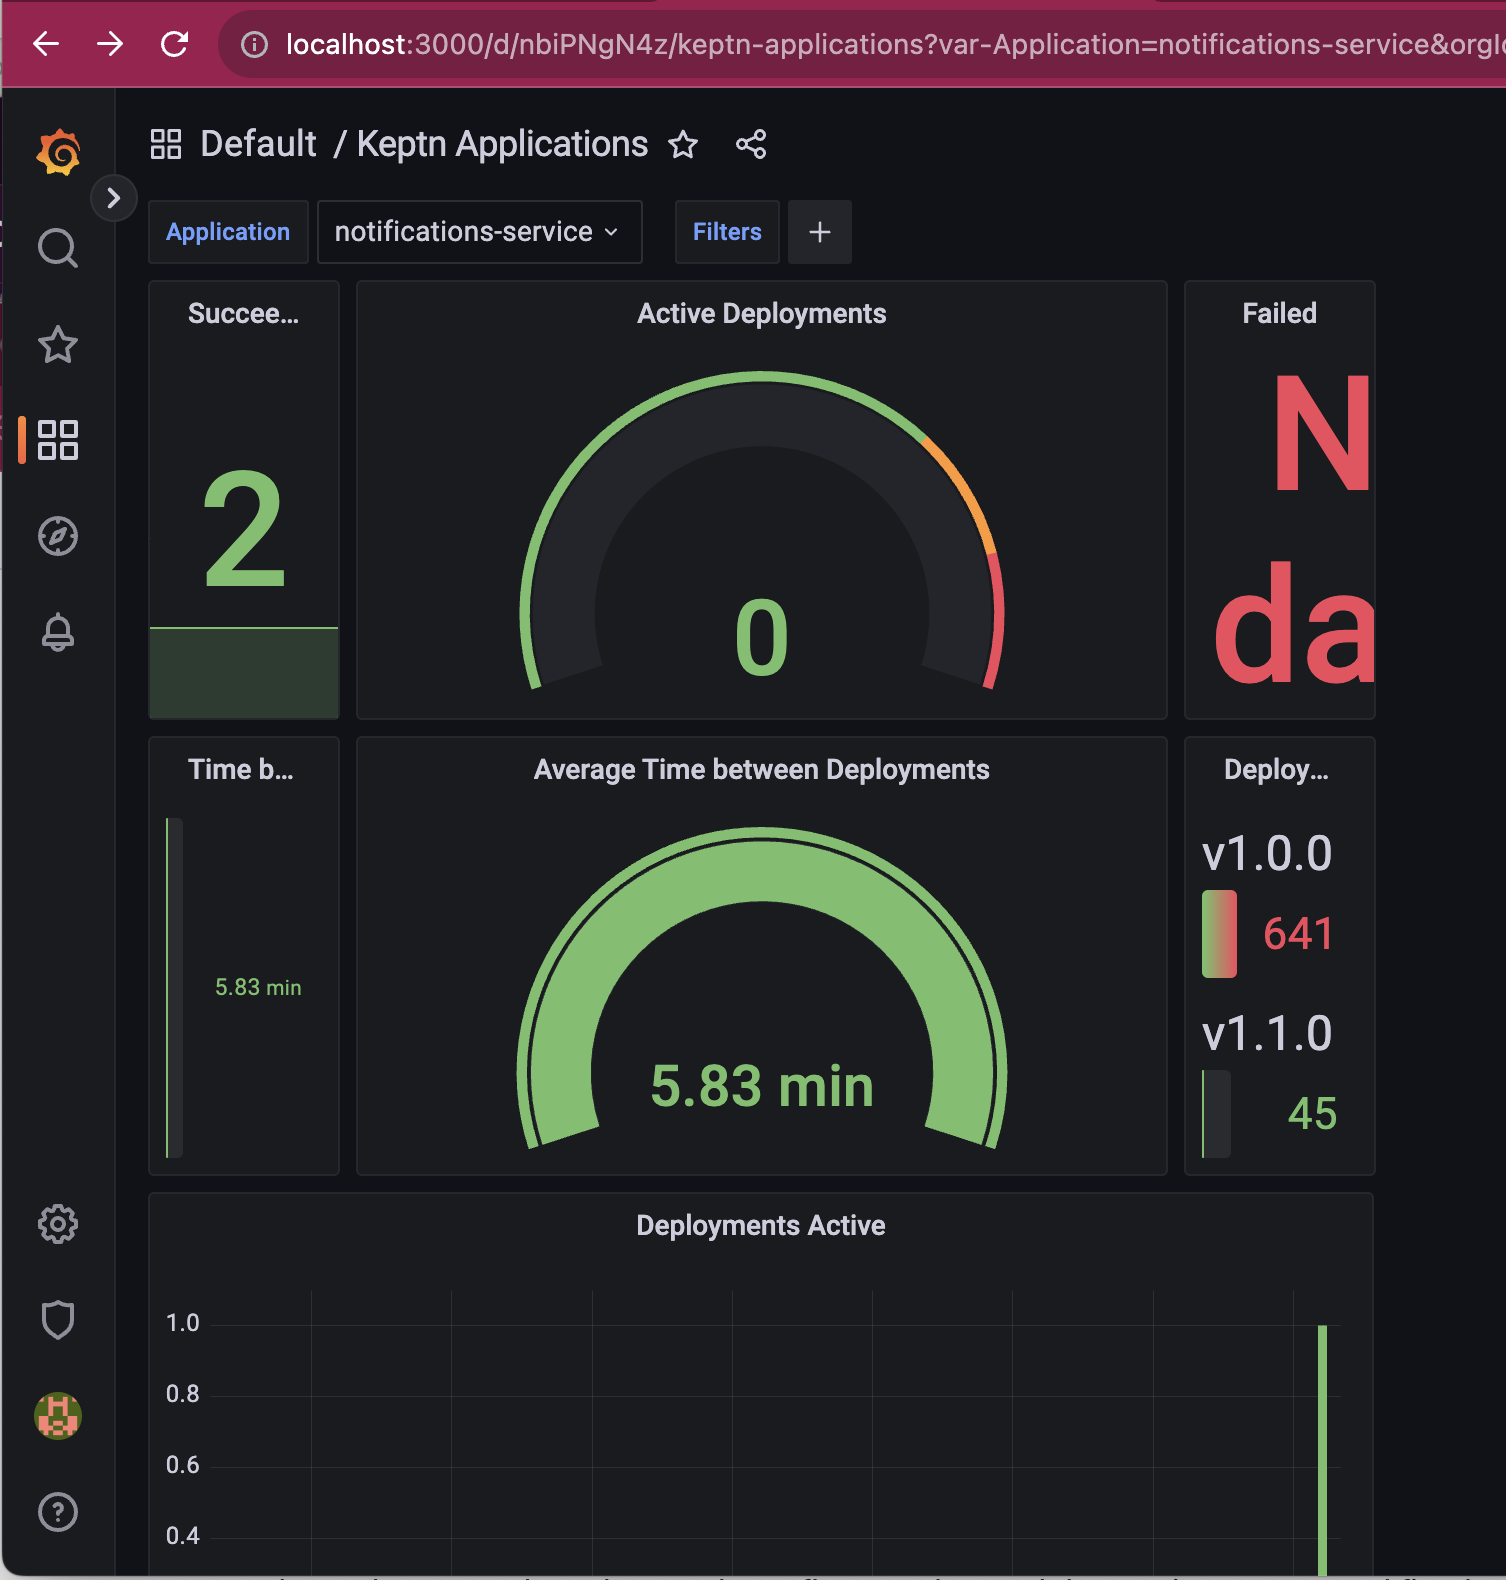 localhost:3000/d/nbiPNgN4z/keptn-applications?var-Application=notifications-service&orgI
Default / Keptn Applications
Application notifications-service Filters +
Succee...
2
Active Deployments
0
Failed
N
da
Time b...
5.83 min
Average Time between Deployments
5.83 min
Deploy...
v1.0.0
641
v1.1.0
45
Deployments Active
1.0
0.8
0.6
0.4